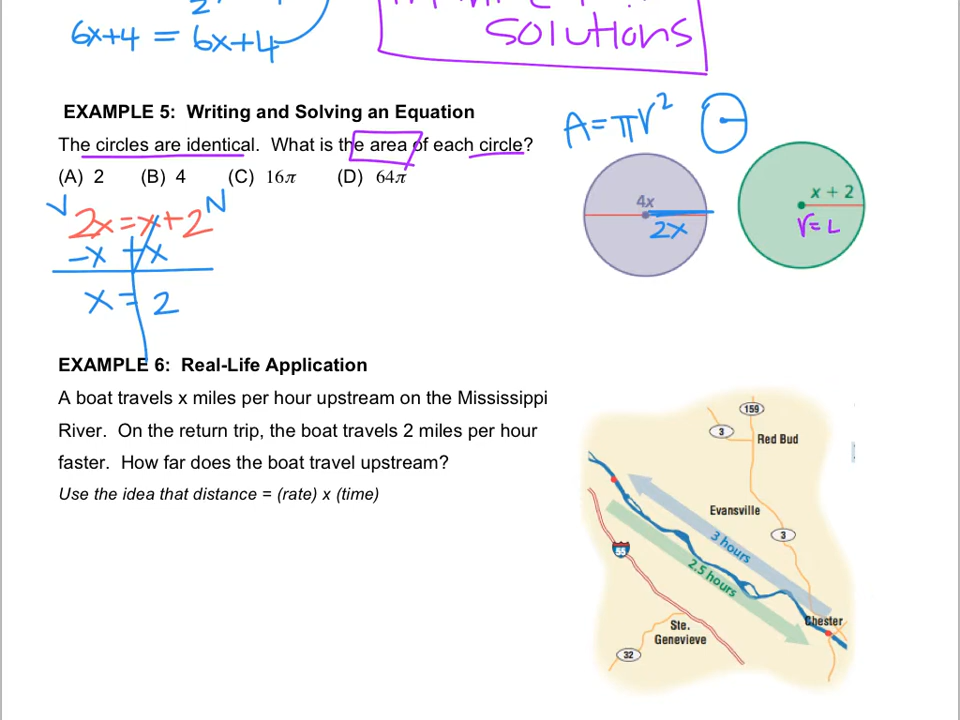 6x+4 = 6x+4
SOLUTIONS
EXAMPLE 5: Writing and Solving an Equation
The circles are identical. What is the area of each circle?
(A) 2 (B) 4 (C) 16π (D) 64π
A=πr²
4x
2x
x + 2
2x=x+2
-x -x
x = 2
EXAMPLE 6: Real-Life Application
A boat travels x miles per hour upstream on the Mississippi
River. On the return trip, the boat travels 2 miles per hour
faster. How far does the boat travel upstream?
Use the idea that distance = (rate) x (time)
159
3
Red Bud
Evansville
3
3 hours
55
2.5 hours
Chester
Ste.
Genevieve
32